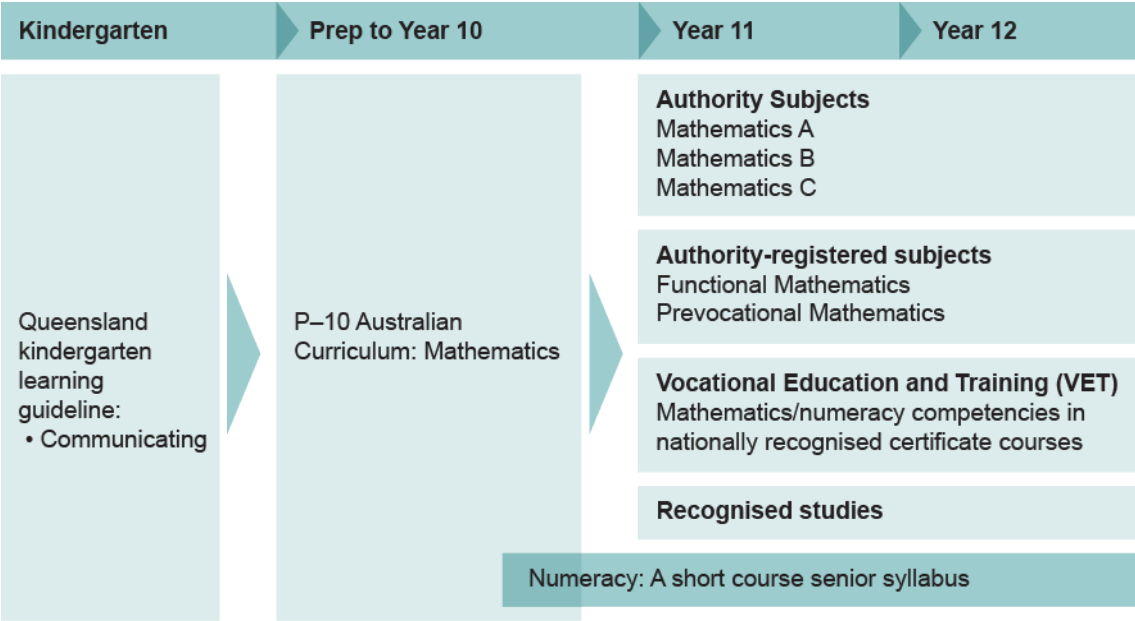 Kindergarten
Prep to Year 10
Year 11
Year 12
Queensland
kindergarten
learning
guideline:
• Communicating
P–10 Australian
Curriculum: Mathematics
Authority Subjects
Mathematics A
Mathematics B
Mathematics C
Authority-registered subjects
Functional Mathematics
Prevocational Mathematics
Vocational Education and Training (VET)
Mathematics/numeracy competencies in
nationally recognised certificate courses
Recognised studies
Numeracy: A short course senior syllabus